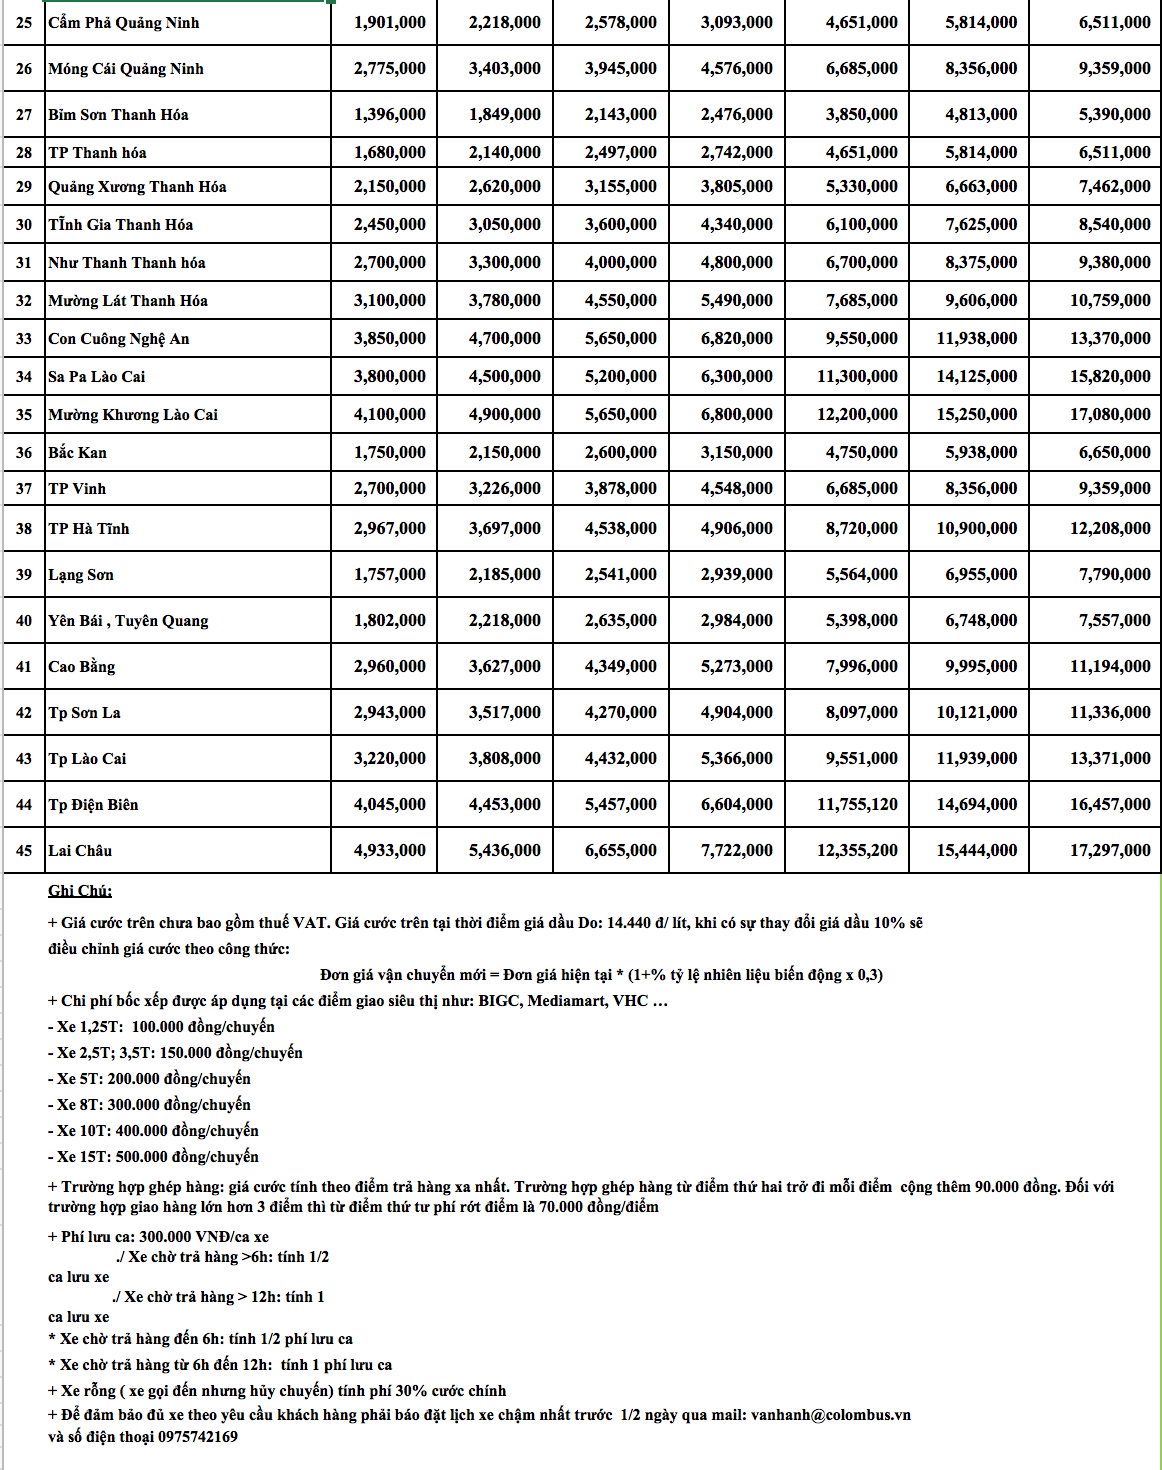 25 Cẩm Phả Quảng Ninh 1,901,000 2,218,000 2,578,000 3,093,000 4,651,000 5,814,000 6,511,000
26 Móng Cái Quảng Ninh 2,775,000 3,403,000 3,945,000 4,576,000 6,685,000 8,356,000 9,359,000
27 Bỉm Sơn Thanh Hóa 1,396,000 1,849,000 2,143,000 2,476,000 3,850,000 4,813,000 5,390,000
28 TP Thanh hóa 1,680,000 2,140,000 2,497,000 2,742,000 4,651,000 5,814,000 6,511,000
29 Quảng Xương Thanh Hóa 2,150,000 2,620,000 3,155,000 3,805,000 5,330,000 6,663,000 7,462,000
30 TĨnh Gia Thanh Hóa 2,450,000 3,050,000 3,600,000 4,340,000 6,100,000 7,625,000 8,540,000
31 Như Thanh Thanh hóa 2,700,000 3,300,000 4,000,000 4,800,000 6,700,000 8,375,000 9,380,000
32 Mường Lát Thanh Hóa 3,100,000 3,780,000 4,550,000 5,490,000 7,685,000 9,606,000 10,759,000
33 Con Cuông Nghệ An 3,850,000 4,700,000 5,650,000 6,820,000 9,550,000 11,938,000 13,370,000
34 Sa Pa Lào Cai 3,800,000 4,500,000 5,200,000 6,300,000 11,300,000 14,125,000 15,820,000
35 Mường Khương Lào Cai 4,100,000 4,900,000 5,650,000 6,800,000 12,200,000 15,250,000 17,080,000
36 Bắc Kan 1,750,000 2,150,000 2,600,000 3,150,000 4,750,000 5,938,000 6,650,000
37 TP Vinh 2,700,000 3,226,000 3,878,000 4,548,000 6,685,000 8,356,000 9,359,000
38 TP Hà Tĩnh 2,967,000 3,697,000 4,538,000 4,906,000 8,720,000 10,900,000 12,208,000
39 Lạng Sơn 1,757,000 2,185,000 2,541,000 2,939,000 5,564,000 6,955,000 7,790,000
40 Yên Bái , Tuyên Quang 1,802,000 2,218,000 2,635,000 2,984,000 5,398,000 6,748,000 7,557,000
41 Cao Bằng 2,960,000 3,627,000 4,349,000 5,273,000 7,996,000 9,995,000 11,194,000
42 Tp Sơn La 2,943,000 3,517,000 4,270,000 4,904,000 8,097,000 10,121,000 11,336,000
43 Tp Lào Cai 3,220,000 3,808,000 4,432,000 5,366,000 9,551,000 11,939,000 13,371,000
44 Tp Điện Biên 4,045,000 4,453,000 5,457,000 6,604,000 11,755,120 14,694,000 16,457,000
45 Lai Châu 4,933,000 5,436,000 6,655,000 7,722,000 12,355,200 15,444,000 17,297,000
Ghi Chú:
+ Giá cước trên chưa bao gồm thuế VAT. Giá cước trên tại thời điểm giá dầu Do: 14.440 đ/ lít, khi có sự thay đổi giá dầu 10% sẽ
điều chỉnh giá cước theo công thức:
Đơn giá vận chuyển mới = Đơn giá hiện tại * (1+% tỷ lệ nhiên liệu biến động x 0,3)
+ Chi phí bốc xếp được áp dụng tại các điểm giao siêu thị như: BIGC, Mediamart, VHC ...
- Xe 1,25T: 100.000 đồng/chuyến
- Xe 2,5T; 3,5T: 150.000 đồng/chuyến
- Xe 5T: 200.000 đồng/chuyến
- Xe 8T: 300.000 đồng/chuyến
- Xe 10T: 400.000 đồng/chuyến
- Xe 15T: 500.000 đồng/chuyến
+ Trường hợp ghép hàng: giá cước tính theo điểm trả hàng xa nhất. Trường hợp ghép hàng từ điểm thứ hai trở đi mỗi điểm cộng thêm 90.000 đồng. Đối với
trường hợp giao hàng lớn hơn 3 điểm thì từ điểm thứ tư phí rớt điểm là 70.000 đồng/điểm
+ Phí lưu ca: 300.000 VNĐ/ca xe
./ Xe chờ trả hàng >6h: tính 1/2
ca lưu xe
./ Xe chờ trả hàng > 12h: tính 1
ca lưu xe
* Xe chờ trả hàng đến 6h: tính 1/2 phí lưu ca
* Xe chờ trả hàng từ 6h đến 12h: tính 1 phí lưu ca
+ Xe rỗng ( xe gọi đến nhưng hủy chuyến) tính phí 30% cước chính
+ Để đảm bảo đủ xe theo yêu cầu khách hàng phải báo đặt lịch xe chậm nhất trước 1/2 ngày qua mail: vanhanh@colombus.vn
và số điện thoại 0975742169